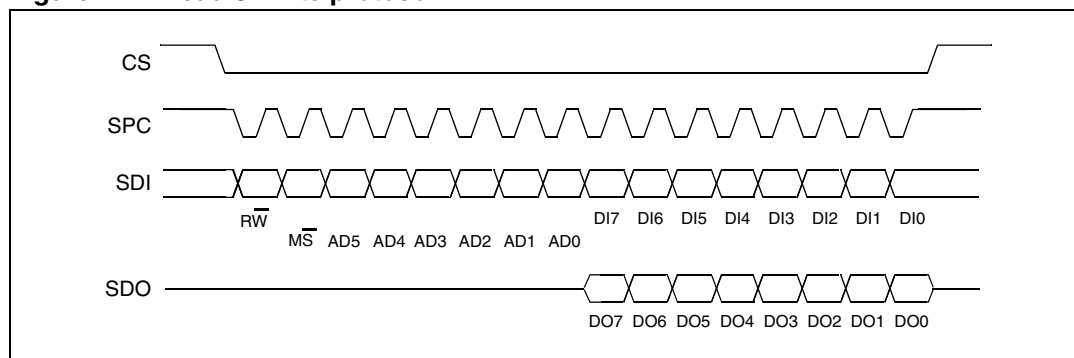 CS
SPC
SDI
RW̅
DI7 DI6 DI5 DI4 DI3 DI2 DI1 DI0
MS̅ AD5 AD4 AD3 AD2 AD1 AD0
SDO
DO7 DO6 DO5 DO4 DO3 DO2 DO1 DO0